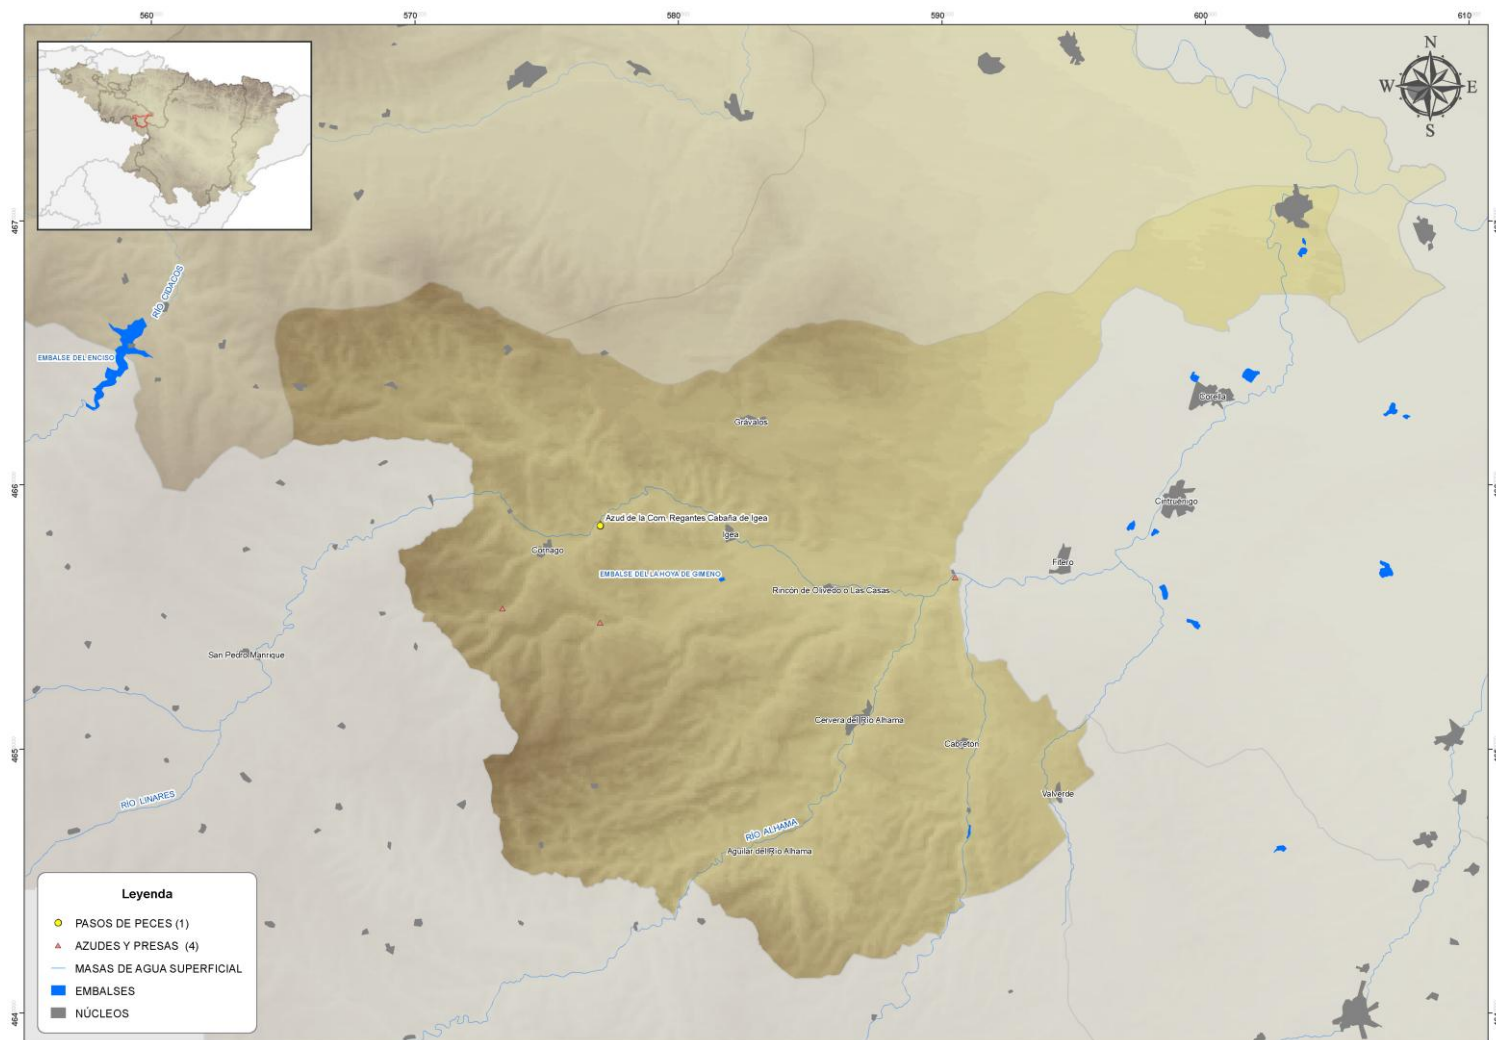 560
570
580
590
600
610
N
W
E
S
467
RÍO CIDACOS
EMBALSE DEL ENCISO
Corella
Grávalos
466
Cintruénigo
Azud de la Com. Regantes Cabaña de Igea
Igea
Cornago
Fitero
EMBALSE DEL LA HOYA DE GIMENO
Rincón de Olivedo o Las Casas
San Pedro Manrique
Cervera del Río Alhama
Cabretón
465
Valverde
RÍO LINARES
RÍO ALHAMA
Aguilar del Río Alhama
Leyenda
PASOS DE PECES (1)
AZUDES Y PRESAS (4)
MASAS DE AGUA SUPERFICIAL
EMBALSES
NÚCLEOS
464